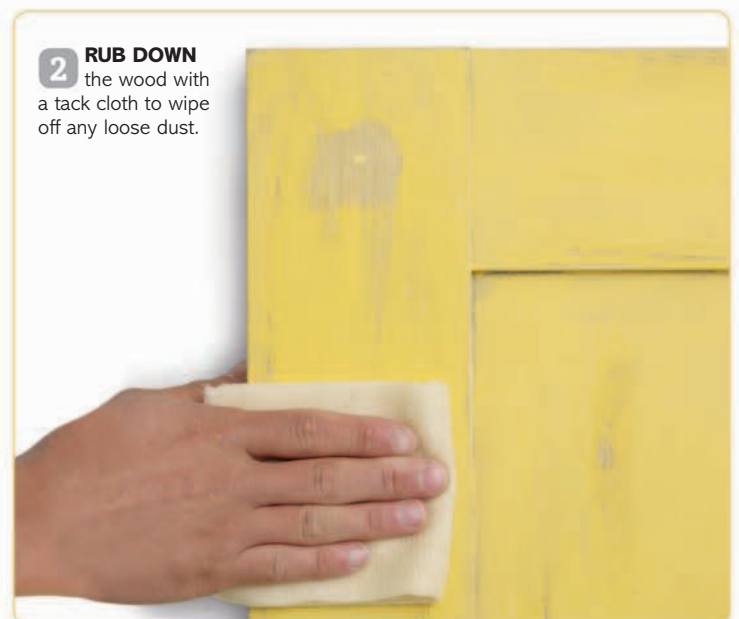 2 RUB DOWN
the wood with
a tack cloth to wipe
off any loose dust.